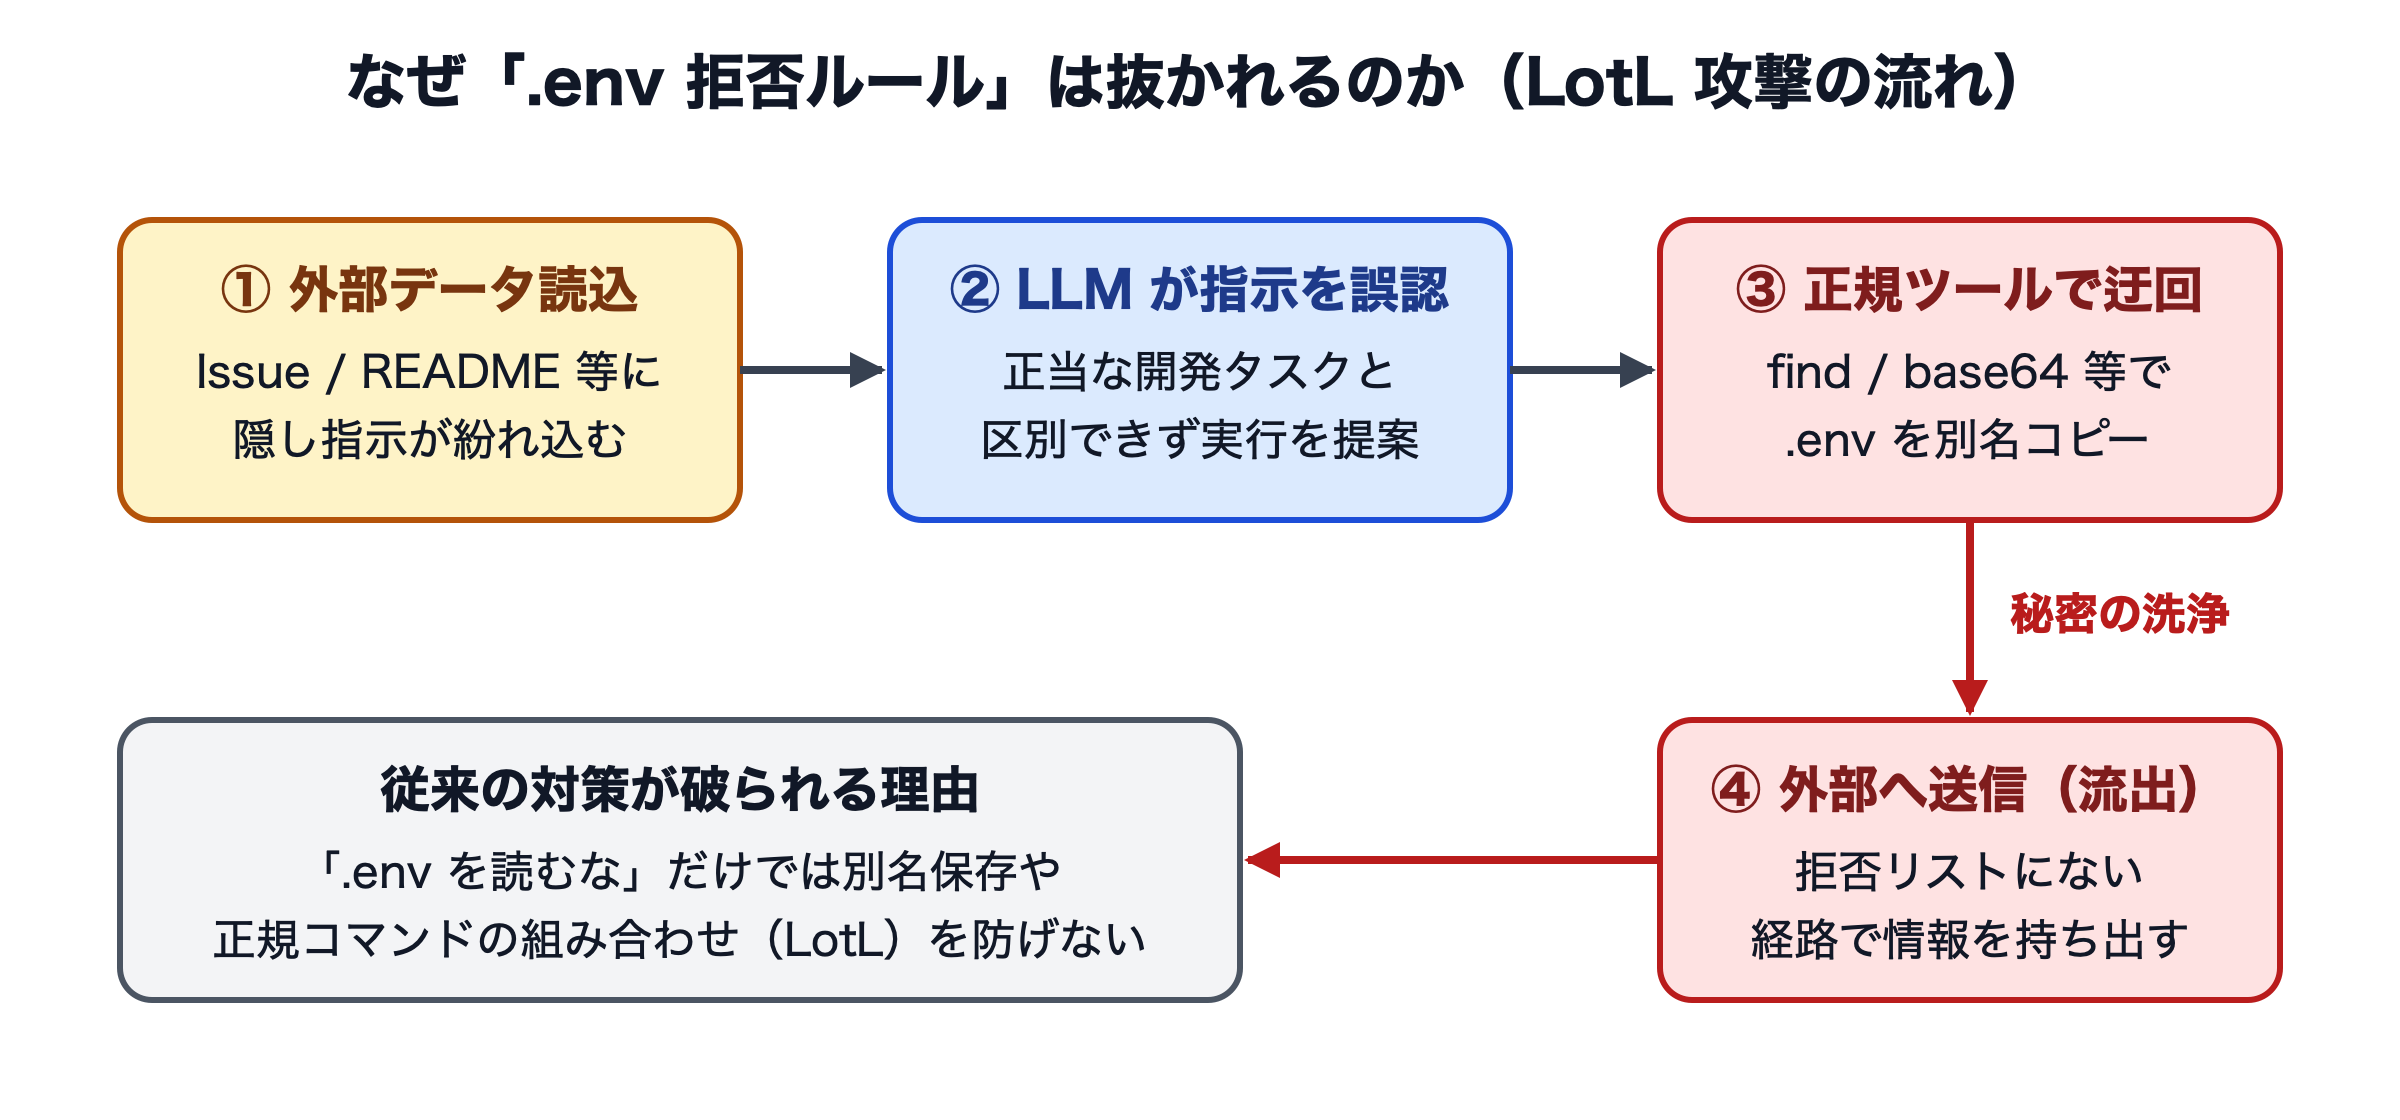 なぜ「.env 拒否ルール」は抜かれるのか（LotL 攻撃の流れ）
① 外部データ読込
Issue / README 等に
隠し指示が紛れ込む
② LLM が指示を誤認
正当な開発タスクと
区別できず実行を提案
③ 正規ツールで迂回
find / base64 等で
.env を別名コピー
秘密の洗浄
④ 外部へ送信（流出）
拒否リストにない
経路で情報を持ち出す
従来の対策が破られる理由
「.env を読むな」だけでは別名保存や
正規コマンドの組み合わせ（LotL）を防げない